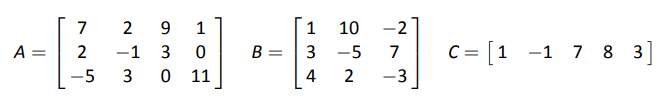 A = [ 7 2 9 1
2 -1 3 0
-5 3 0 11 ]
B = [ 1 10 -2
3 -5 7
4 2 -3 ]
C = [ 1 -1 7 8 3 ]